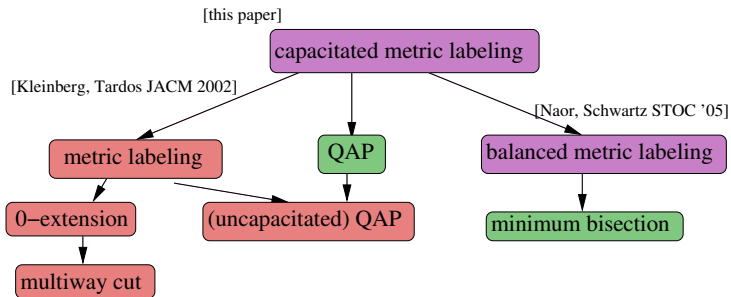 [this paper]
capacitated metric labeling
[Kleinberg, Tardos JACM 2002]
[Naor, Schwartz STOC '05]
metric labeling
QAP
balanced metric labeling
0−extension
(uncapacitated) QAP
minimum bisection
multiway cut